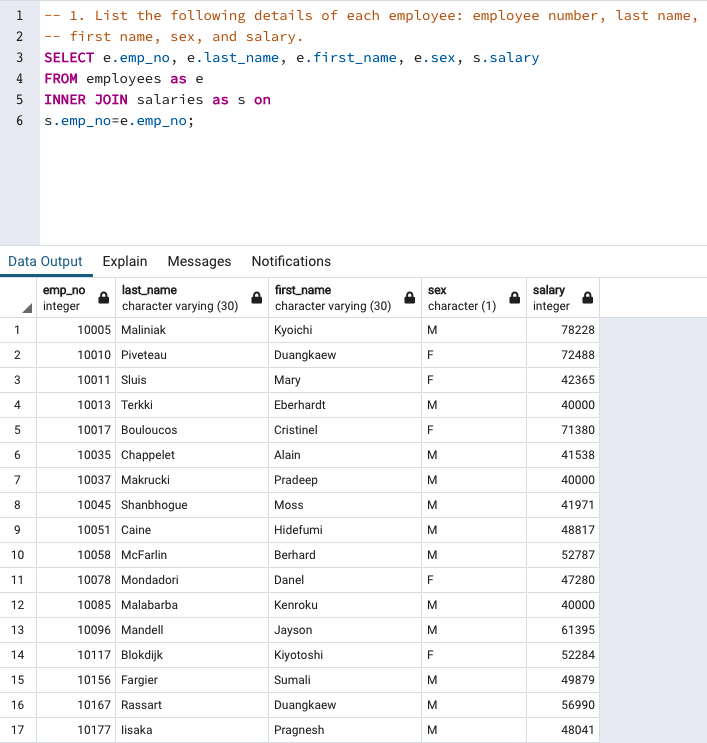 1 -- 1. List the following details of each employee: employee number, last name,
2 -- first name, sex, and salary.
3 SELECT e.emp_no, e.last_name, e.first_name, e.sex, s.salary
4 FROM employees as e
5 INNER JOIN salaries as s on
6 s.emp_no=e.emp_no;
Data Output Explain Messages Notifications
emp_no last_name first_name sex salary
integer character varying (30) character varying (30) character (1) integer
1 10005 Maliniak Kyoichi M 78228
2 10010 Piveteau Duangkaew F 72488
3 10011 Sluis Mary F 42365
4 10013 Terkki Eberhardt M 40000
5 10017 Bouloucos Cristinel F 71380
6 10035 Chappelet Alain M 41538
7 10037 Makrucki Pradeep M 40000
8 10045 Shanbhogue Moss M 41971
9 10051 Caine Hidefumi M 48817
10 10058 McFarlin Berhard M 52787
11 10078 Mondadori Danel F 47280
12 10085 Malabarba Kenroku M 40000
13 10096 Mandell Jayson M 61395
14 10117 Blokdijk Kiyotoshi F 52284
15 10156 Fargier Sumali M 49879
16 10167 Rassart Duangkaew M 56990
17 10177 Iisaka Pragnesh M 48041